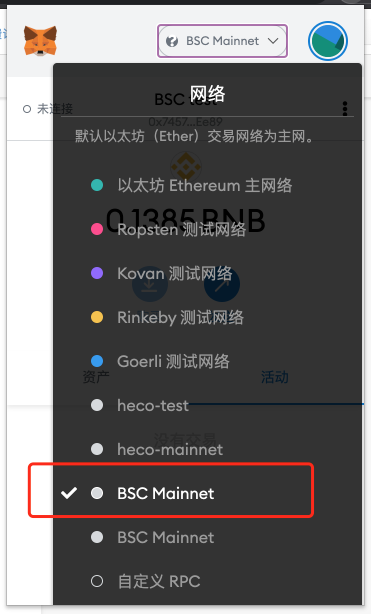 BSC Mainnet
未连接
BSC test
0x7457...Ee89
网络
默认以太坊（Ether）交易网络为主网。
以太坊 Ethereum 主网络
0.1385 BNB
Ropsten 测试网络
Kovan 测试网络
Rinkeby 测试网络
Goerli 测试网络
资产
活动
heco-test
没有交易
heco-mainnet
BSC Mainnet
BSC Mainnet
自定义 RPC